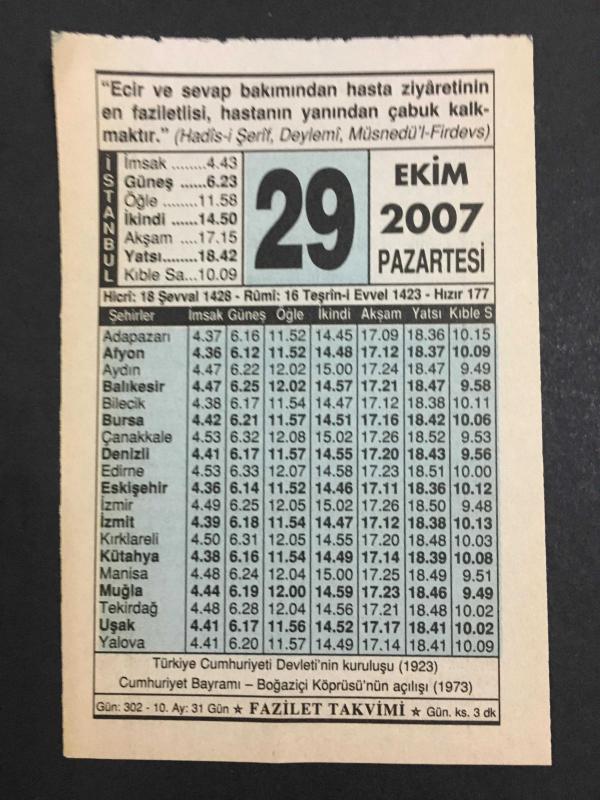 “Ecir ve sevap bakımından hasta ziyâretinin
en faziletlisi, hastanın yanından çabuk kalk-
maktır.” (Hadîs-i Şerîf, Deylemî, Müsnedü'l-Firdevs)
İSTANBUL
İmsak ........4.43
Güneş ......6.23
Öğle ........11.58
İkindi .......14.50
Akşam ....17.15
Yatsı........18.42
Kıble Sa...10.09
29
EKİM
2007
PAZARTESİ
Hicrî: 18 Şevval 1428 - Rûmî: 16 Teşrîn-i Evvel 1423 - Hızır 177
Şehirler İmsak Güneş Öğle İkindi Akşam Yatsı Kıble S
Adapazarı 4.37 6.16 11.52 14.45 17.09 18.36 10.15
Afyon 4.36 6.12 11.52 14.48 17.12 18.37 10.09
Aydın 4.47 6.22 12.02 15.00 17.24 18.47 9.49
Balıkesir 4.47 6.25 12.02 14.57 17.21 18.47 9.58
Bilecik 4.38 6.17 11.54 14.47 17.12 18.38 10.11
Bursa 4.42 6.21 11.57 14.51 17.16 18.42 10.06
Çanakkale 4.53 6.32 12.08 15.02 17.26 18.52 9.53
Denizli 4.41 6.17 11.57 14.55 17.20 18.43 9.56
Edirne 4.53 6.33 12.07 14.58 17.23 18.51 10.00
Eskişehir 4.36 6.14 11.52 14.46 17.11 18.36 10.12
İzmir 4.49 6.25 12.05 15.02 17.26 18.50 9.48
İzmit 4.39 6.18 11.54 14.47 17.12 18.38 10.13
Kırklareli 4.50 6.31 12.05 14.55 17.20 18.48 10.03
Kütahya 4.38 6.16 11.54 14.49 17.14 18.39 10.08
Manisa 4.48 6.24 12.04 15.00 17.25 18.49 9.51
Muğla 4.44 6.19 12.00 14.59 17.23 18.46 9.49
Tekirdağ 4.48 6.28 12.04 14.56 17.21 18.48 10.02
Uşak 4.41 6.17 11.56 14.52 17.17 18.41 10.02
Yalova 4.41 6.20 11.57 14.49 17.14 18.41 10.09
Türkiye Cumhuriyeti Devleti'nin kuruluşu (1923)
Cumhuriyet Bayramı – Boğaziçi Köprüsü'nün açılışı (1973)
Gün: 302 - 10. Ay: 31 Gün ★ FAZİLET TAKVİMİ ★ Gün. ks. 3 dk